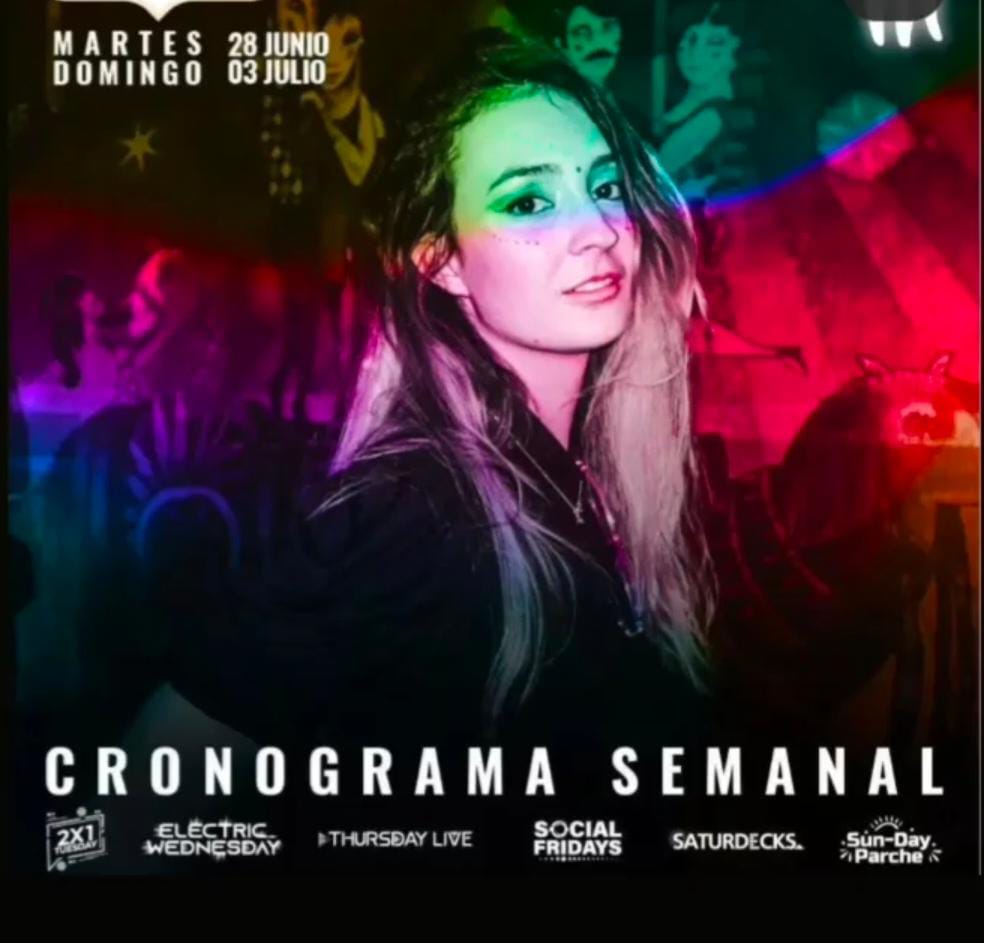 MARTES 28 JUNIO
DOMINGO 03 JULIO
CRONOGRAMA SEMANAL
2X1
TUESDAY
ELECTRIC
WEDNESDAY
THURSDAY LIVE
SOCIAL
FRIDAYS
SATURDECKS.
Sun-Day
Parche